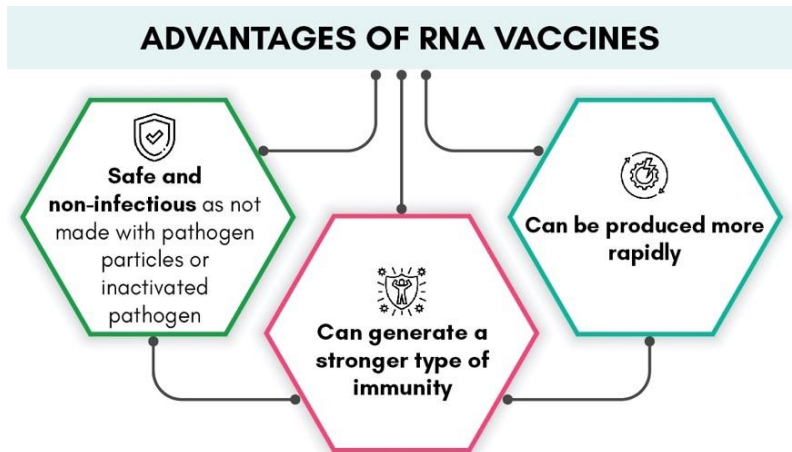 ADVANTAGES OF RNA VACCINES
Safe and
non-infectious as not
made with pathogen
particles or
inactivated
pathogen
Can generate a
stronger type of
immunity
Can be produced more
rapidly